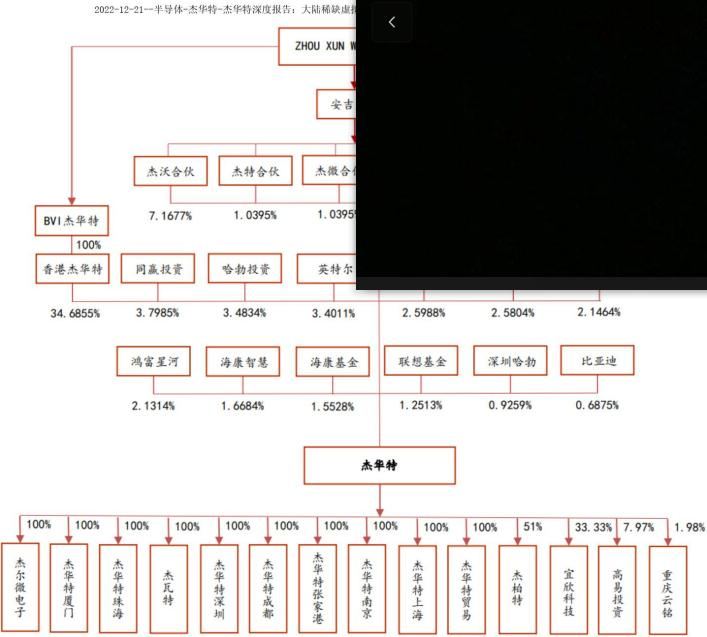 2022-12-21--半导体-杰华特-杰华特深度报告：大陆稀缺虚
ZHOU XUN W
安吉
杰沃合伙 杰特合伙 杰微合
7.1677% 1.0395% 1.0395
BVI杰华特
100%
香港杰华特 同赢投资 哈勃投资 英特尔
34.6855% 3.7985% 3.4834% 3.4011% 2.5988% 2.5804% 2.1464%
鸿富星河 海康智慧 海康基金 联想基金 深圳哈勃 比亚迪
2.1314% 1.6684% 1.5528% 1.2513% 0.9259% 0.6875%
杰华特
100% 100% 100% 100% 100% 100% 100% 100% 100% 100% 51% 33.33% 7.97% 1.98%
杰尔微电子
杰华特厦门
杰华特珠海
杰瓦特
杰华特深圳
杰华特成都
杰华特张家港
杰华特南京
杰华特上海
杰华特贸易
杰柏特
宜欣科技
高易投资
重庆云铭